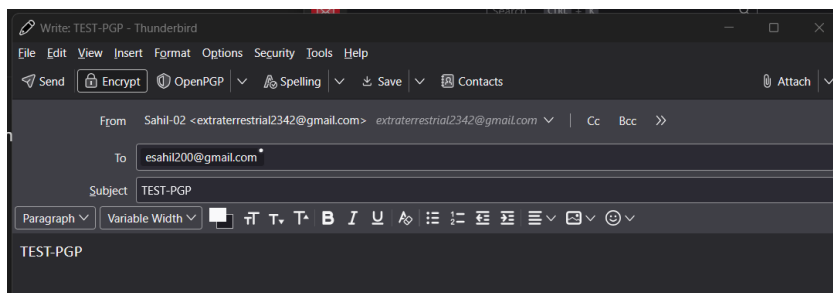 Write: TEST-PGP - Thunderbird
File Edit View Insert Format Options Security Tools Help
Send Encrypt OpenPGP Spelling Save Contacts Attach
From Sahil-02 <extraterrestrial2342@gmail.com> extraterrestrial2342@gmail.com Cc Bcc
To esahil200@gmail.com
Subject TEST-PGP
Paragraph Variable Width
TEST-PGP